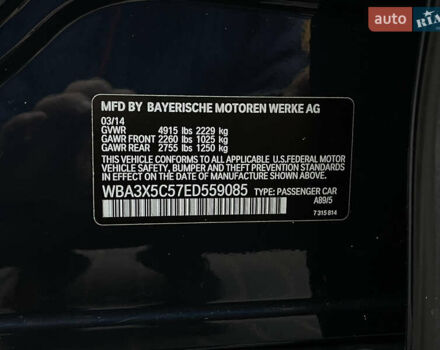 auto RIA
MFD BY BAYERISCHE MOTOREN WERKE AG
03/14
GVWR 4915 lbs 2229 kg
GAWR FRONT 2260 lbs 1025 kg
GAWR REAR 2755 lbs 1250 kg
THIS VEHICLE CONFORMS TO ALL APPLICABLE U.S.FEDERAL MOTOR
VEHICLE SAFETY, BUMPER, AND THEFT PREVENTION STANDARDS IN
EFFECT ON THE DATE OF MANUFACTURE SHOWN ABOVE.
WBA3X5C57ED559085 TYPE: PASSENGER CAR
A89/5
7 315 814